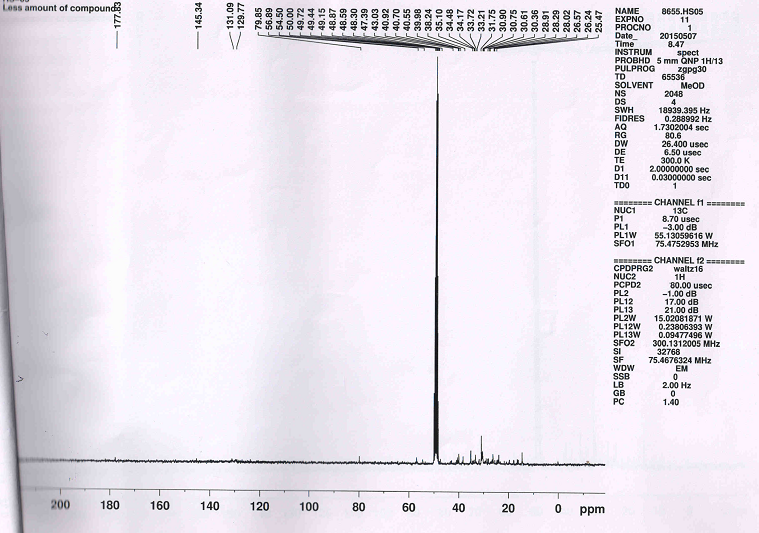 Less amount of compound
177.83
145.34
131.09
129.77
79.85
56.89
54.50
50.00
49.72
49.44
49.15
48.87
48.59
48.30
47.39
43.03
40.92
40.70
40.55
39.98
38.24
35.10
34.48
34.17
33.72
33.21
31.75
30.90
30.75
30.61
30.36
28.91
28.29
28.02
26.57
26.24
25.47
NAME 8655.HS05
EXPNO 11
PROCNO 1
Date_ 20150507
Time 8.47
INSTRUM spect
PROBHD 5 mm QNP 1H/13
PULPROG zgpg30
TD 65536
SOLVENT MeOD
NS 2048
DS 4
SWH 18939.395 Hz
FIDRES 0.288992 Hz
AQ 1.7302004 sec
RG 80.6
DW 26.400 usec
DE 6.50 usec
TE 300.0 K
D1 2.00000000 sec
D11 0.03000000 sec
TD0 1
======== CHANNEL f1 ========
NUC1 13C
P1 8.70 usec
PL1 -3.00 dB
PL1W 55.13059616 W
SFO1 75.4752953 MHz
======== CHANNEL f2 ========
CPDPRG2 waltz16
NUC2 1H
PCPD2 80.00 usec
PL2 -1.00 dB
PL12 17.00 dB
PL13 21.00 dB
PL2W 15.02081871 W
PL12W 0.23806393 W
PL13W 0.09477496 W
SFO2 300.1312005 MHz
SI 32768
SF 75.4676324 MHz
WDW EM
SSB 0
LB 2.00 Hz
GB 0
PC 1.40
200 180 160 140 120 100 80 60 40 20 0 ppm